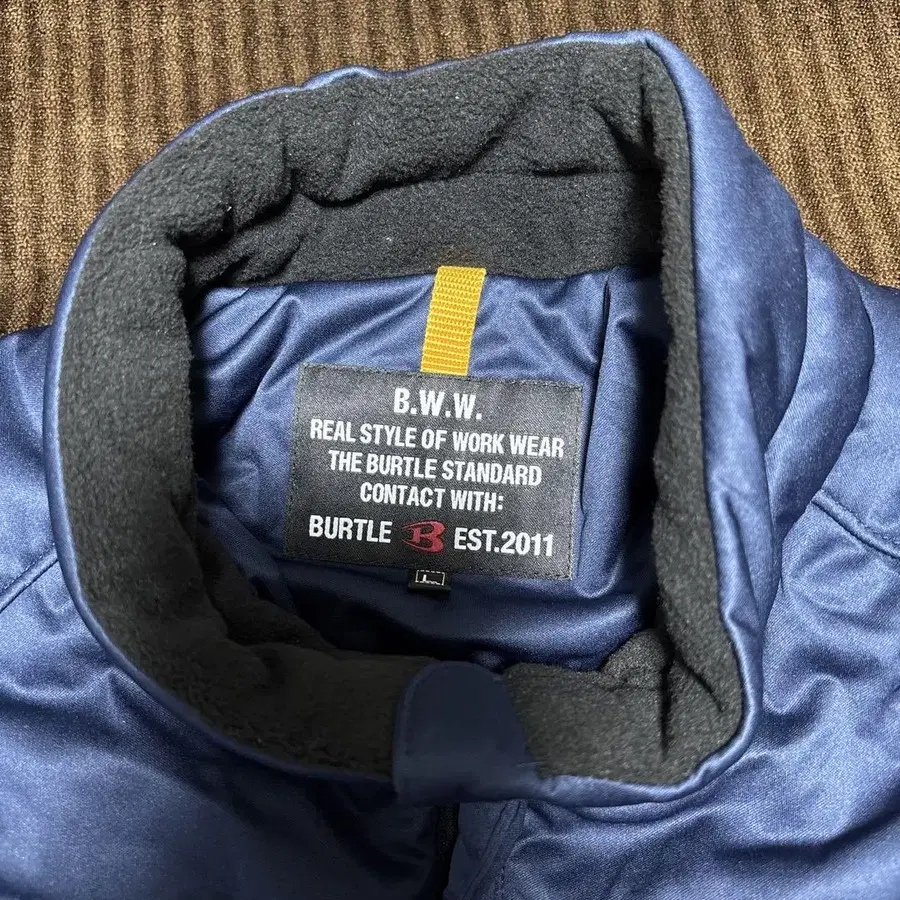 B.W.W.
REAL STYLE OF WORK WEAR
THE BURTLE STANDARD
CONTACT WITH:
BURTLE B EST.2011
L